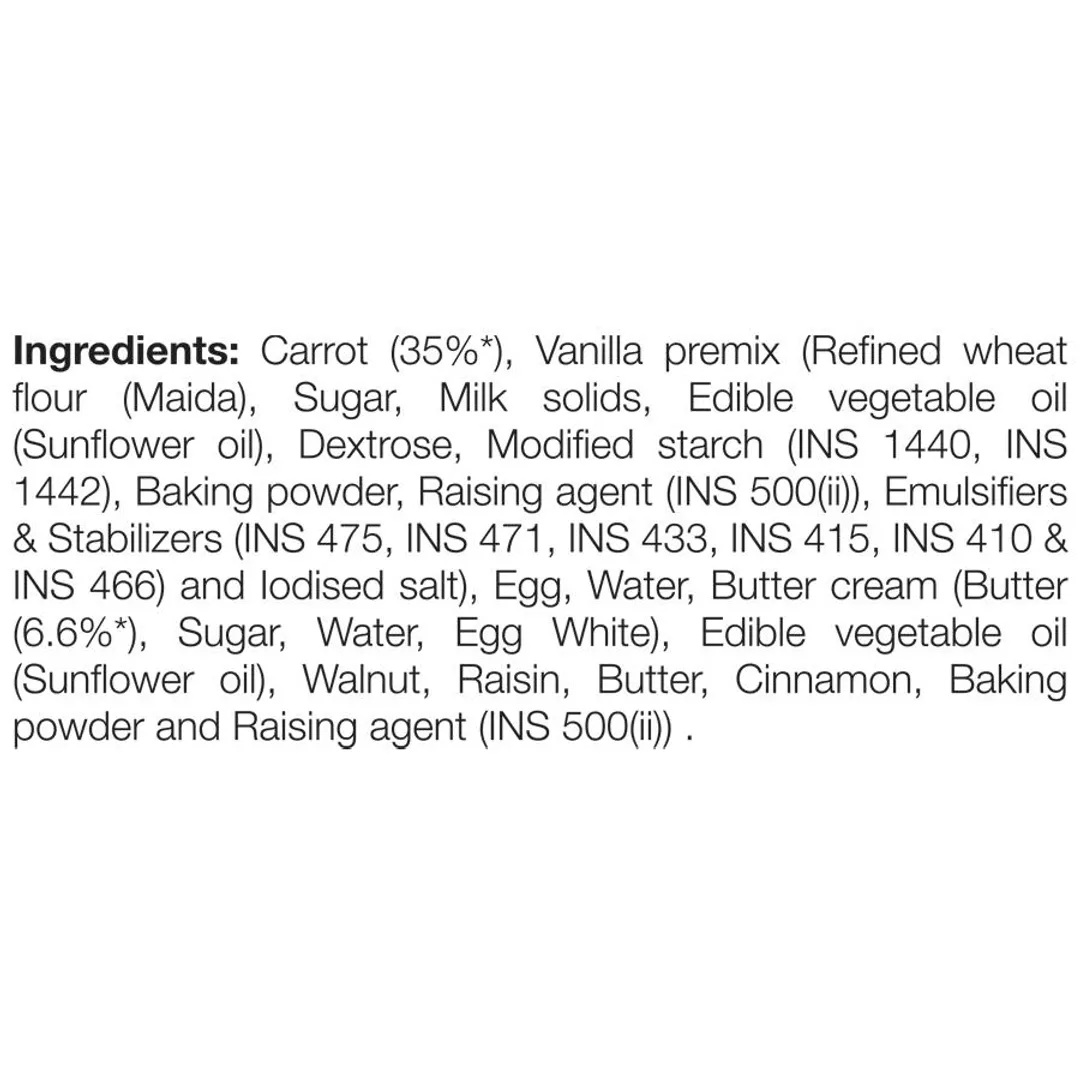 Ingredients: Carrot (35%*), Vanilla premix (Refined wheat
flour (Maida), Sugar, Milk solids, Edible vegetable oil
(Sunflower oil), Dextrose, Modified starch (INS 1440, INS
1442), Baking powder, Raising agent (INS 500(ii)), Emulsifiers
& Stabilizers (INS 475, INS 471, INS 433, INS 415, INS 410 &
INS 466) and Iodised salt), Egg, Water, Butter cream (Butter
(6.6%*), Sugar, Water, Egg White), Edible vegetable oil
(Sunflower oil), Walnut, Raisin, Butter, Cinnamon, Baking
powder and Raising agent (INS 500(ii)) .